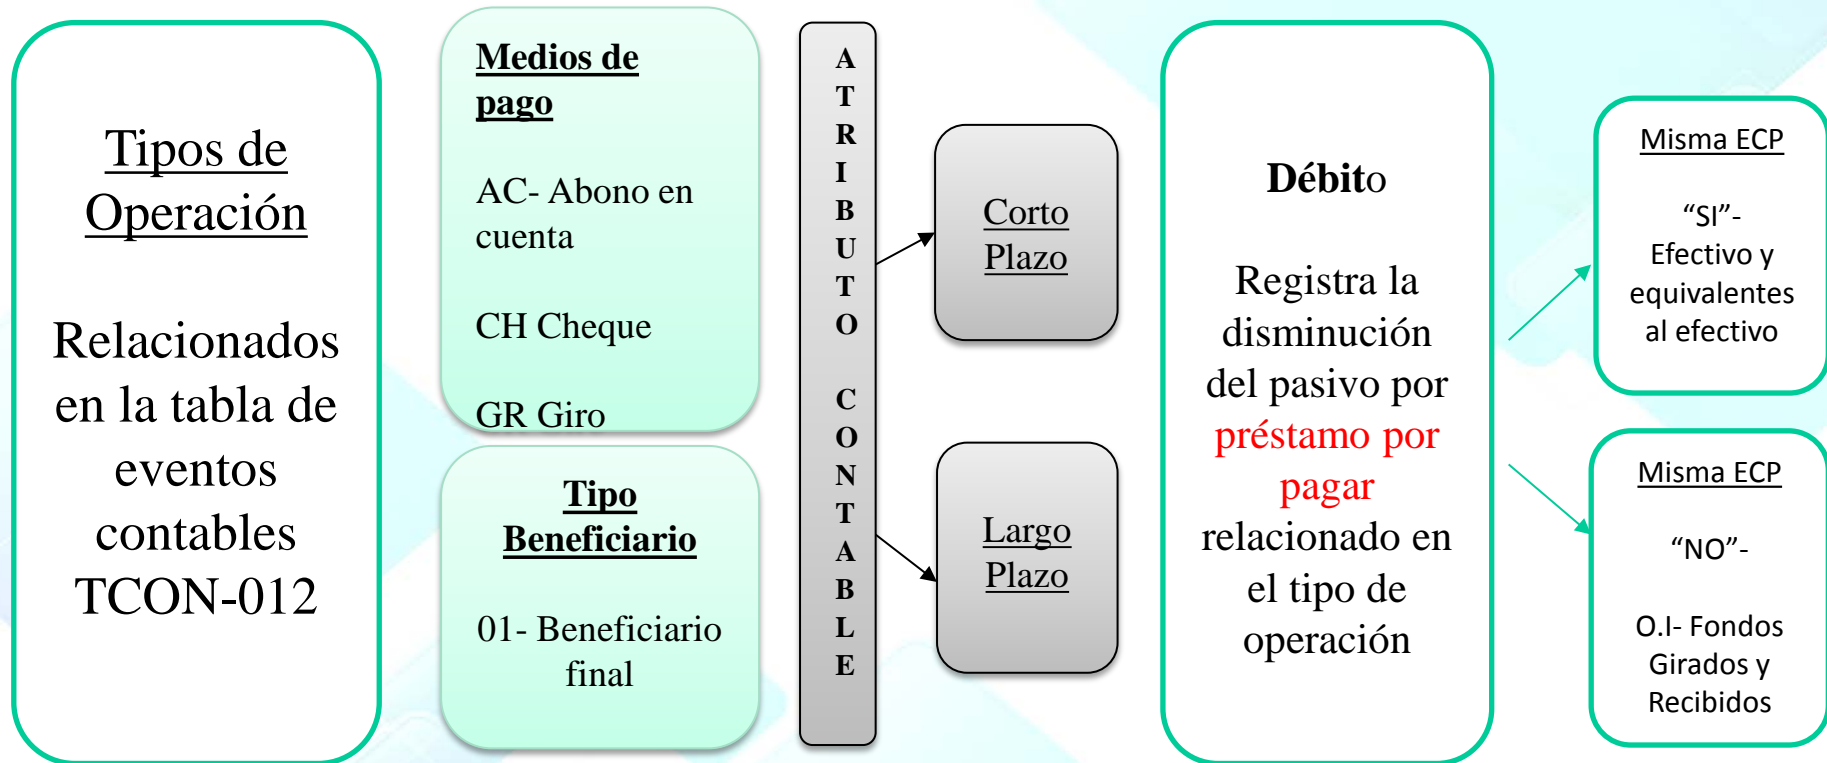 Tipos de
Operación
Relacionados
en la tabla de
eventos
contables
TCON-012
Medios de
pago
AC- Abono en
cuenta
CH Cheque
GR Giro
Tipo
Beneficiario
01- Beneficiario
final
A
T
R
I
B
U
T
O
C
O
N
T
A
B
L
E
Corto
Plazo
Largo
Plazo
Débito
Registra la
disminución
del pasivo por
préstamo por
pagar
relacionado en
el tipo de
operación
Misma ECP
“SI”-
Efectivo y
equivalentes
al efectivo
Misma ECP
“NO”-
O.I- Fondos
Girados y
Recibidos